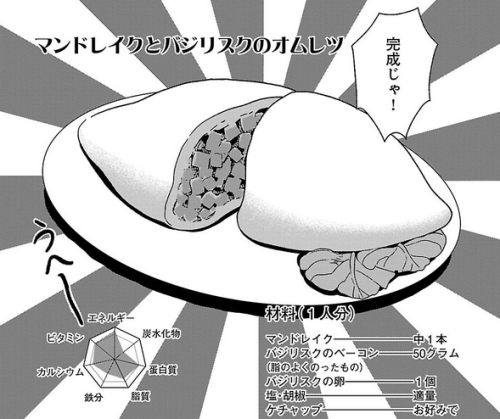 マンドレイクとバジリスクのオムレツ
完成じゃ!
うへー
材料(1人分)
マンドレイク――――中1本
バジリスクのベーコン――50グラム
(脂のよくのったもの)
バジリスクの卵――――1個
塩・胡椒――――――適量
ケチャップ――――お好みで
エネルギー
炭水化物
蛋白質
脂質
鉄分
カルシウム
ビタミン